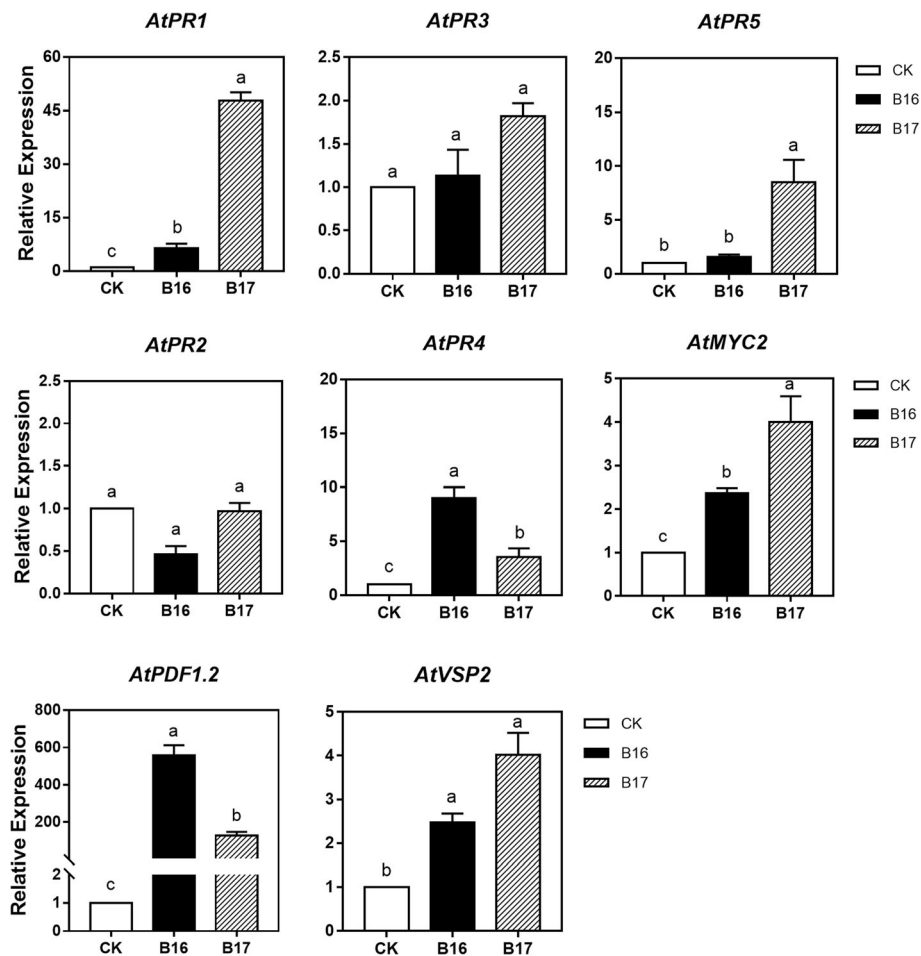 AtPR1
AtPR3
AtPR5
Relative Expression
60
45
30
15
0
c
b
a
CK
B16
B17
2.5
2.0
1.5
1.0
0.5
0.0
a
a
a
CK
B16
B17
20
15
10
5
0
b
b
a
CK
B16
B17
CK
B16
B17
AtPR2
AtPR4
AtMYC2
Relative Expression
2.5
2.0
1.5
1.0
0.5
0.0
a
a
a
CK
B16
B17
20
15
10
5
0
c
a
b
CK
B16
B17
5
4
3
2
1
0
c
b
a
CK
B16
B17
CK
B16
B17
AtPDF1.2
AtVSP2
Relative Expression
800
600
400
200
2
1
0
c
a
b
CK
B16
B17
5
4
3
2
1
0
b
a
a
CK
B16
B17
CK
B16
B17